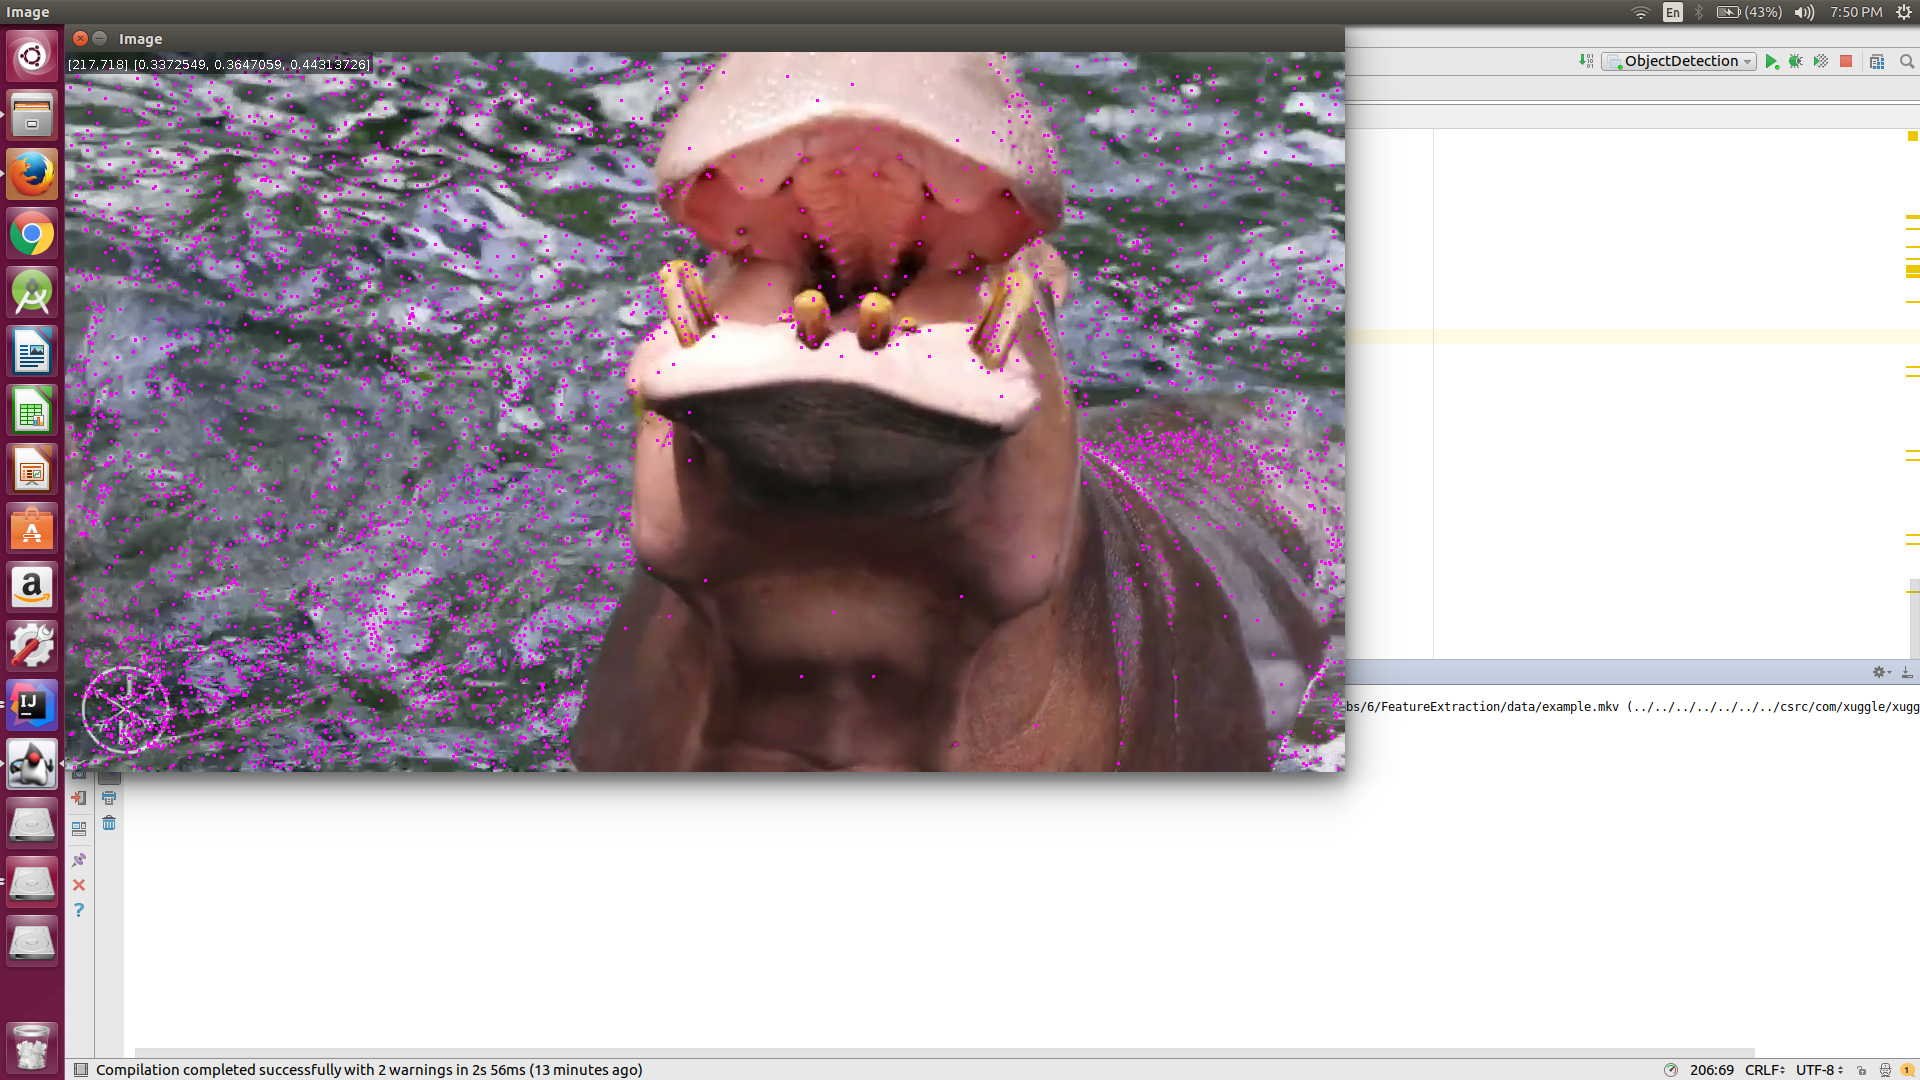 Image
En
(43%)
7:50 PM
Image
[217,718] [0.3372549, 0.3647059, 0.44313726]
ObjectDetection
bs/6/FeatureExtraction/data/example.mkv (../../../../../../../csrc/com/xuggle/xugg
Compilation completed successfully with 2 warnings in 2s 56ms (13 minutes ago)
206:69 CRLF UTF-8 1